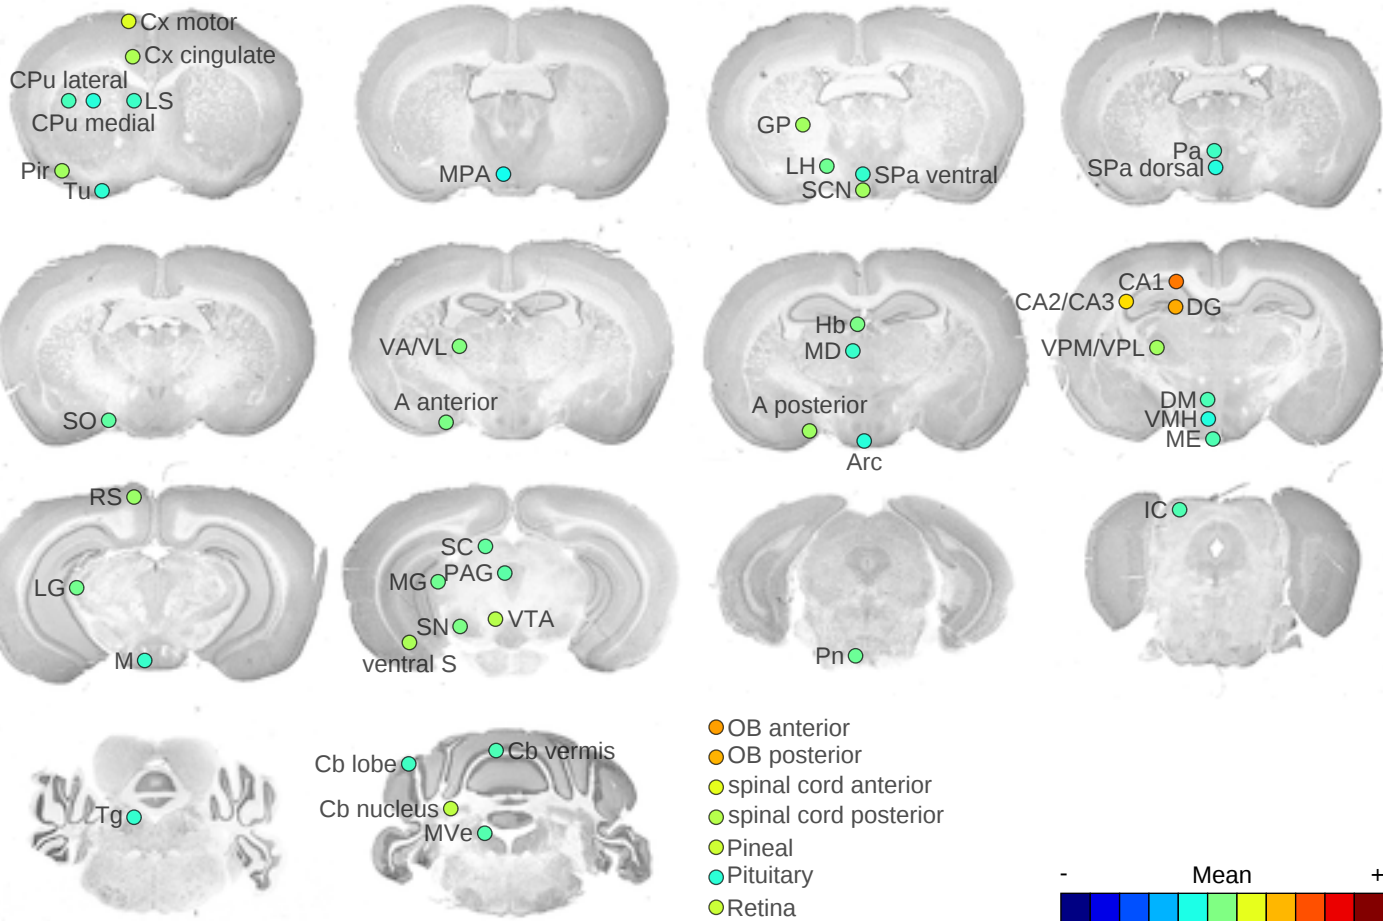 Cx motor
Cx cingulate
CPu lateral
LS
CPu medial
Pir
Tu
MPA
GP
LH
SPa ventral
SCN
Pa
SPa dorsal
SO
VA/VL
A anterior
Hb
MD
A posterior
Arc
CA1
CA2/CA3
DG
VPM/VPL
DM
VMH
ME
RS
LG
M
SC
MG
PAG
SN
VTA
ventral S
Pn
IC
Tg
Cb lobe
Cb vermis
Cb nucleus
MVe
OB anterior
OB posterior
spinal cord anterior
spinal cord posterior
Pineal
Pituitary
Retina
- Mean +